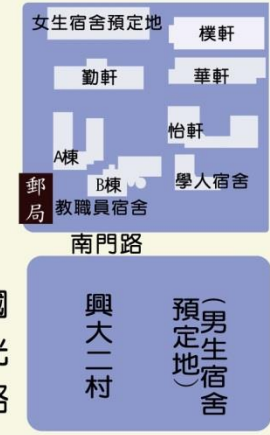 女生宿舍預定地
樸軒
勤軒
華軒
怡軒
A棟
B棟
學人宿舍
郵局
教職員宿舍
南門路
國光路
興大二村
(男生宿舍
預定地)